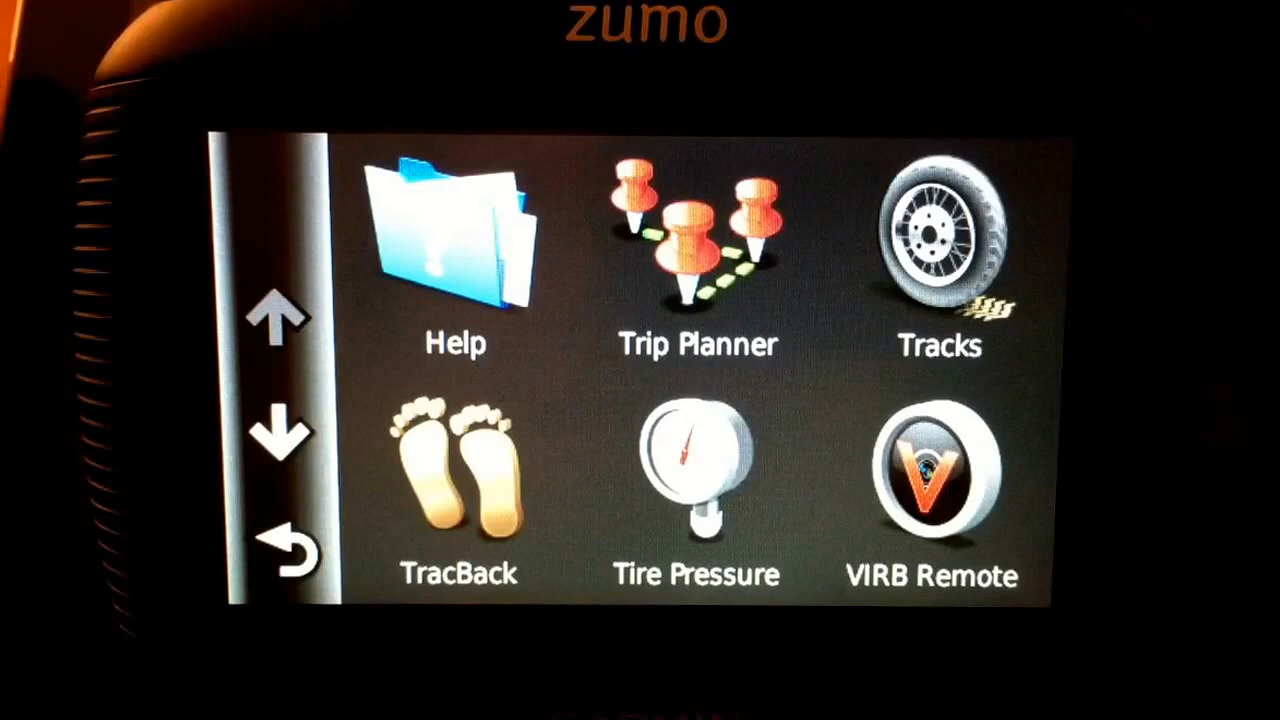 zumo
Help
Trip Planner
Tracks
TracBack
Tire Pressure
VIRB Remote